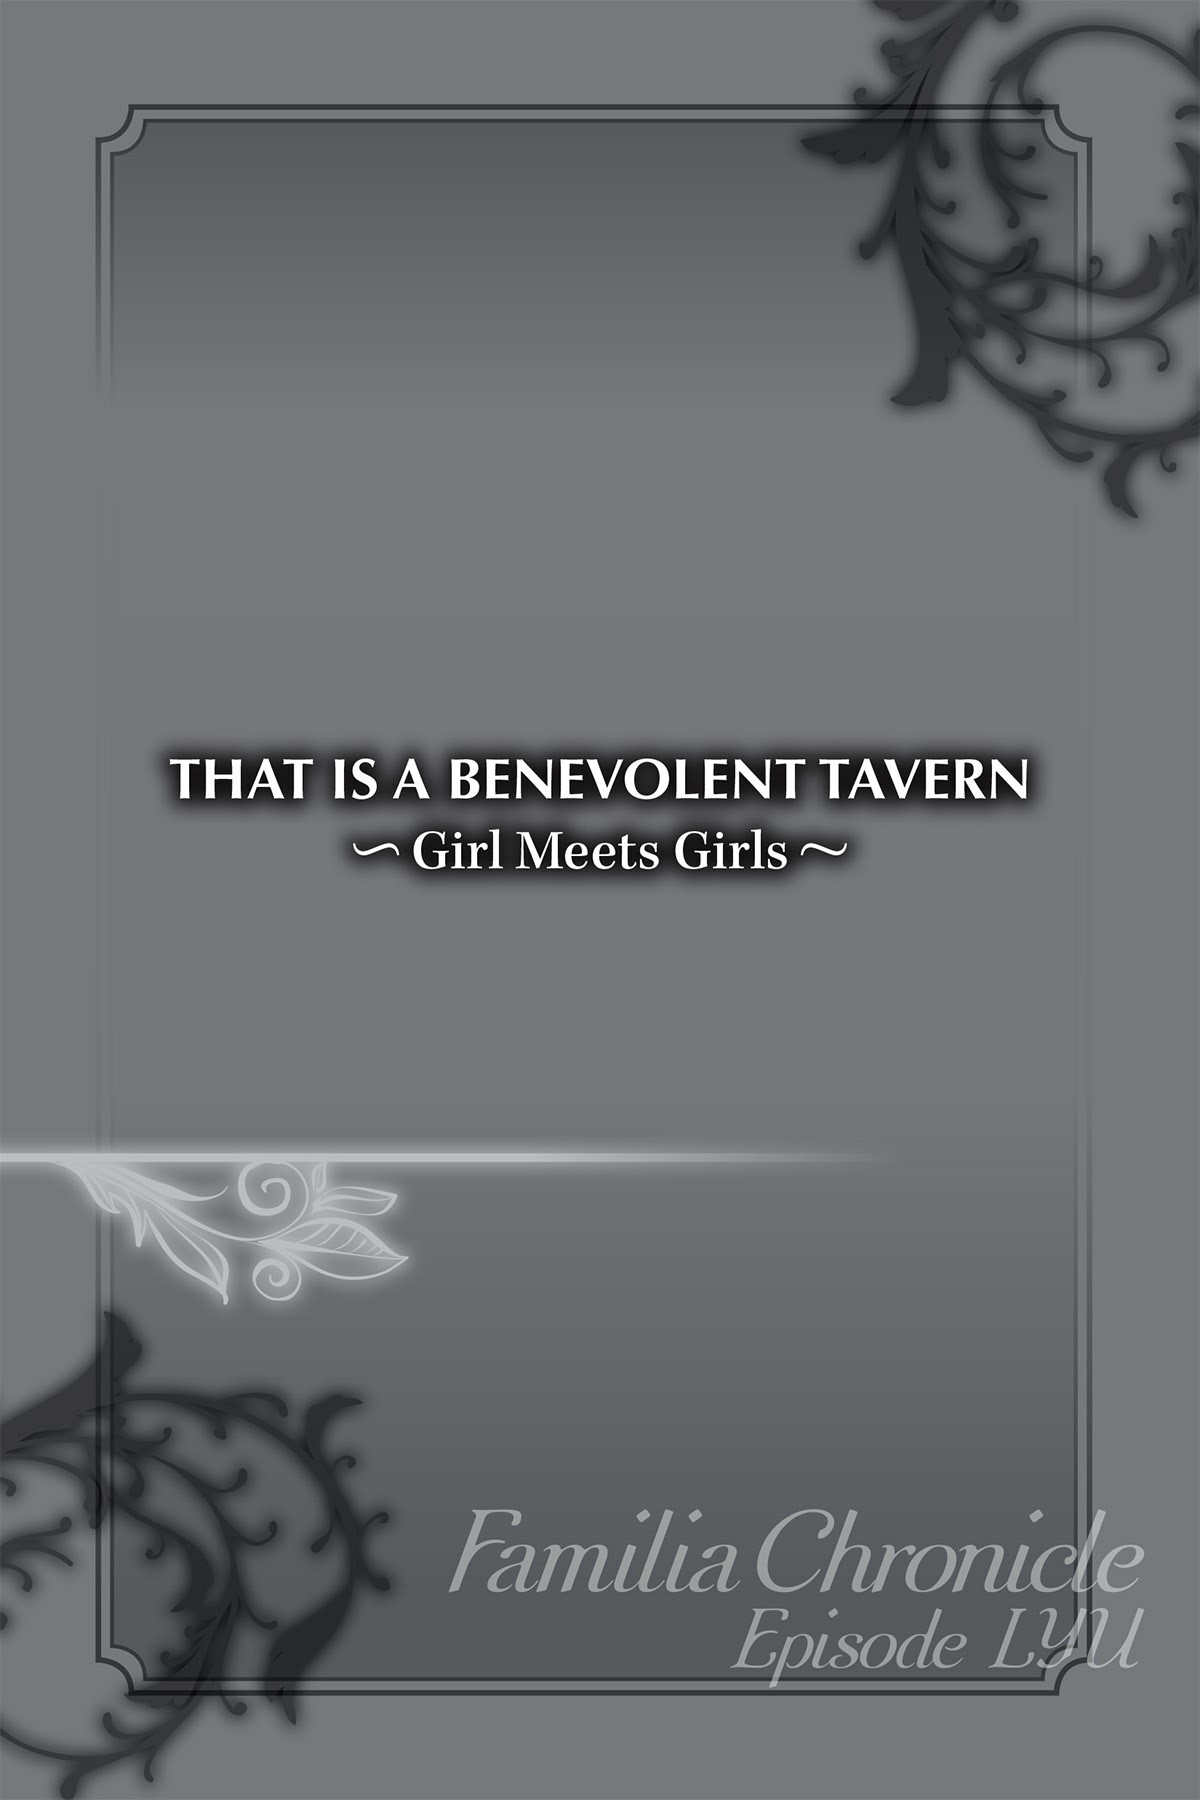 THAT IS A BENEVOLENT TAVERN
~ Girl Meets Girls ~
Familia Chronicle
Episode LYU